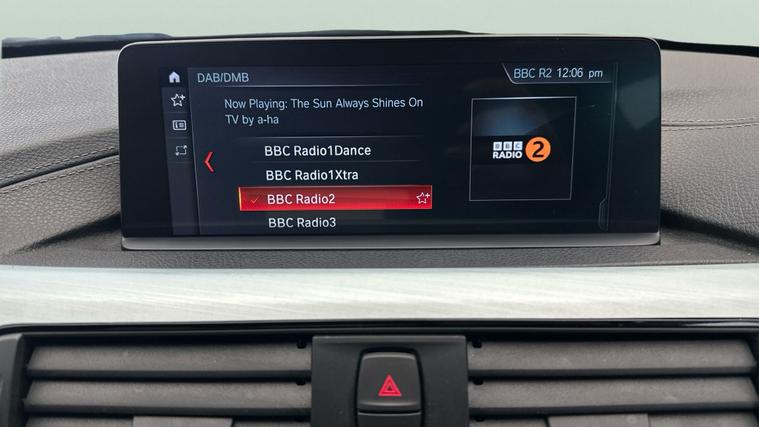 DAB/DMB
BBC R2 12:06 pm
Now Playing: The Sun Always Shines On
TV by a-ha
BBC Radio1Dance
BBC Radio1Xtra
BBC Radio2
BBC Radio3
BBC
RADIO 2